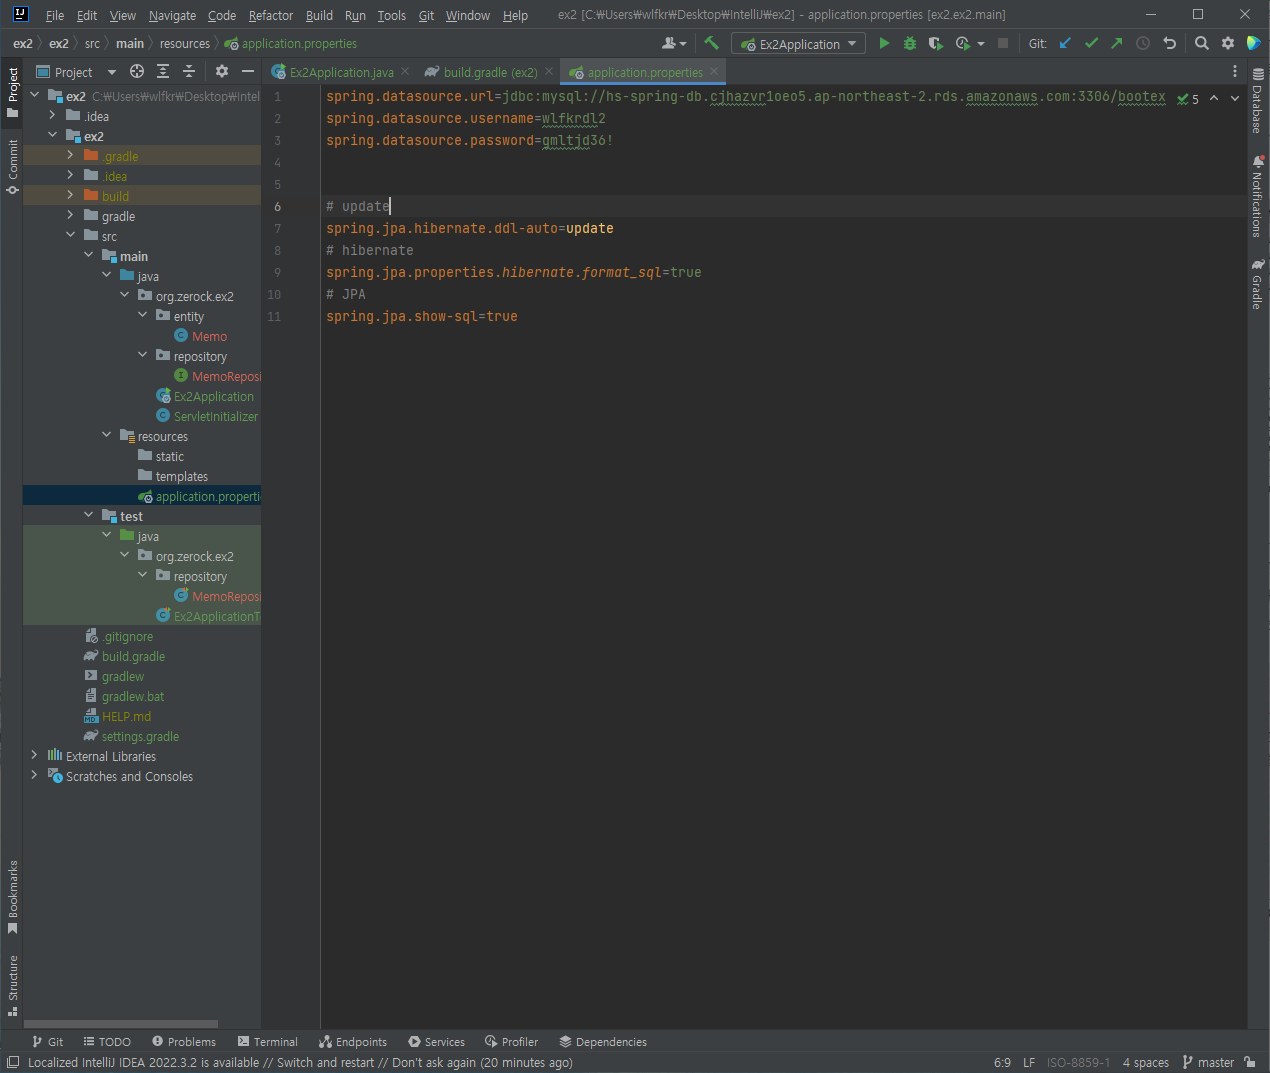 File Edit View Navigate Code Refactor Build Run Tools Git Window Help ex2 [C:₩Users₩wlfkr₩Desktop₩IntelliJ₩ex2] - application.properties [ex2.ex2.main]
ex2 ex2 src main resources application.properties Ex2Application Git:
Project Ex2Application.java build.gradle (ex2) application.properties
Project
Commit
Bookmarks
Structure
ex2 C:₩Users₩wlfkr₩Desktop₩Intel
.idea
ex2
.gradle
.idea
build
gradle
src
main
java
org.zerock.ex2
entity
Memo
repository
MemoReposi
Ex2Application
ServletInitializer
resources
static
templates
application.properti
test
java
org.zerock.ex2
repository
MemoReposi
Ex2ApplicationT
.gitignore
build.gradle
gradlew
gradlew.bat
HELP.md
settings.gradle
External Libraries
Scratches and Consoles
1 spring.datasource.url=jdbc:mysql://hs-spring-db.cjhazvr1oeo5.ap-northeast-2.rds.amazonaws.com:3306/bootex 5
2 spring.datasource.username=wlfkrdl2
3 spring.datasource.password=qmltjd36!
4
5
6 # update
7 spring.jpa.hibernate.ddl-auto=update
8 # hibernate
9 spring.jpa.properties.hibernate.format_sql=true
10 # JPA
11 spring.jpa.show-sql=true
Database
Notifications
Gradle
Git TODO Problems Terminal Endpoints Services Profiler Dependencies
Localized IntelliJ IDEA 2022.3.2 is available // Switch and restart // Don't ask again (20 minutes ago) 6:9 LF ISO-8859-1 4 spaces master